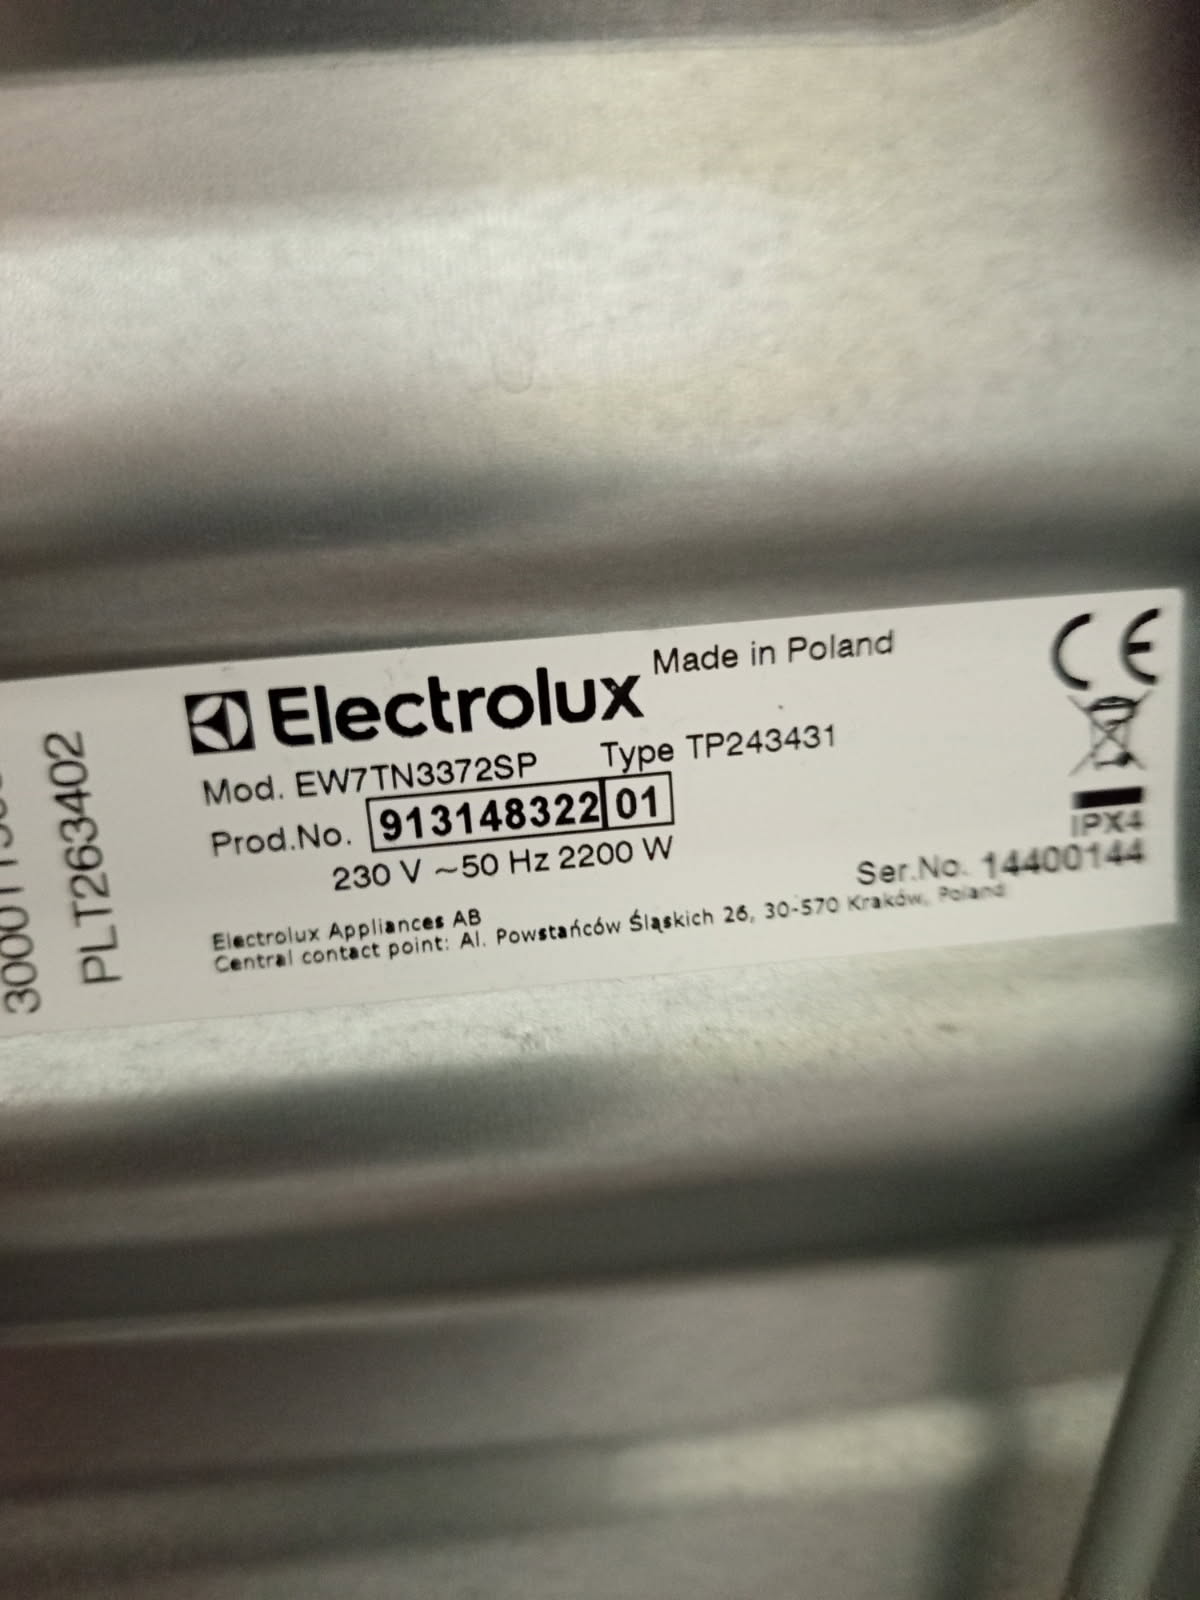 Electrolux Made in Poland
Mod. EW7TN3372SP Type TP243431
Prod.No. 913148322 01
230 V ~50 Hz 2200 W
IPX4
Ser.No. 14400144
Electrolux Appliances AB
Central contact point: Al. Powstańców Śląskich 26, 30-570 Kraków, Poland
PLT263402